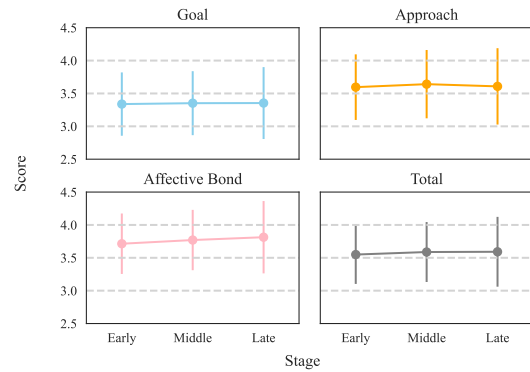 Goal
Approach
4.5
4.0
3.5
3.0
2.5
Score
Affective Bond
Total
4.5
4.0
3.5
3.0
2.5
Early
Middle
Late
Early
Middle
Late
Stage